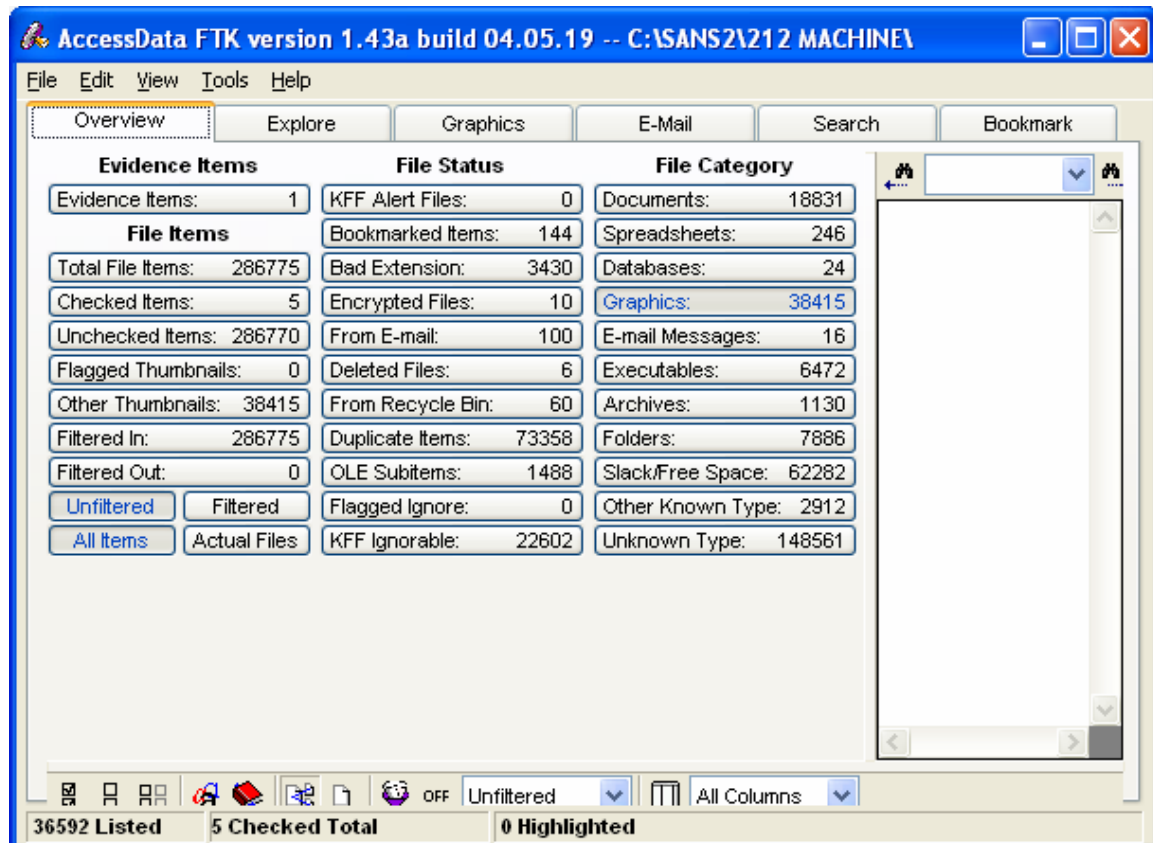 AccessData FTK version 1.43a build 04.05.19 -- C:\SANS2\212 MACHINE\
File Edit View Tools Help
Overview Explore Graphics E-Mail Search Bookmark
Evidence Items File Status File Category
Evidence Items: 1 KFF Alert Files: 0 Documents: 18831
File Items Bookmarked Items: 144 Spreadsheets: 246
Total File Items: 286775 Bad Extension: 3430 Databases: 24
Checked Items: 5 Encrypted Files: 10 Graphics: 38415
Unchecked Items: 286770 From E-mail: 100 E-mail Messages: 16
Flagged Thumbnails: 0 Deleted Files: 6 Executables: 6472
Other Thumbnails: 38415 From Recycle Bin: 60 Archives: 1130
Filtered In: 286775 Duplicate Items: 73358 Folders: 7886
Filtered Out: 0 OLE Subitems: 1488 Slack/Free Space: 62282
Unfiltered Filtered Flagged Ignore: 0 Other Known Type: 2912
All Items Actual Files KFF Ignorable: 22602 Unknown Type: 148561
OFF Unfiltered All Columns
36592 Listed 5 Checked Total 0 Highlighted